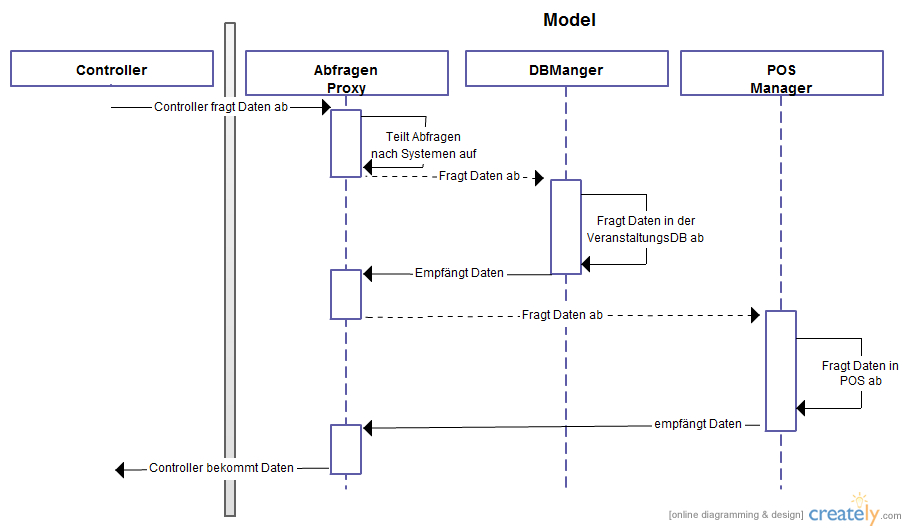 Model
Controller
Abfragen
Proxy
DBManger
POS
Manager
Controller fragt Daten ab
Teilt Abfragen
nach Systemen auf
Fragt Daten ab
Fragt Daten in der
VeranstaltungsDB ab
Empfängt Daten
Fragt Daten ab
Fragt Daten in
POS ab
empfängt Daten
Controller bekommt Daten
[online diagramming & design] creately.com